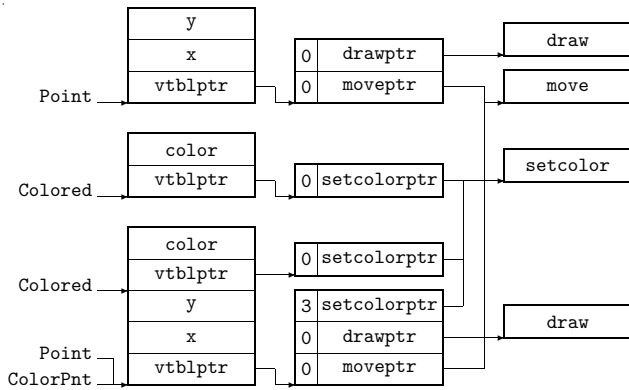 y
x
0 drawptr
draw
Point
vtblptr
0 moveptr
move
color
Colored
vtblptr
0 setcolorptr
setcolor
color
0 setcolorptr
Colored
vtblptr
y
3 setcolorptr
x
0 drawptr
draw
Point
ColorPnt
vtblptr
0 moveptr